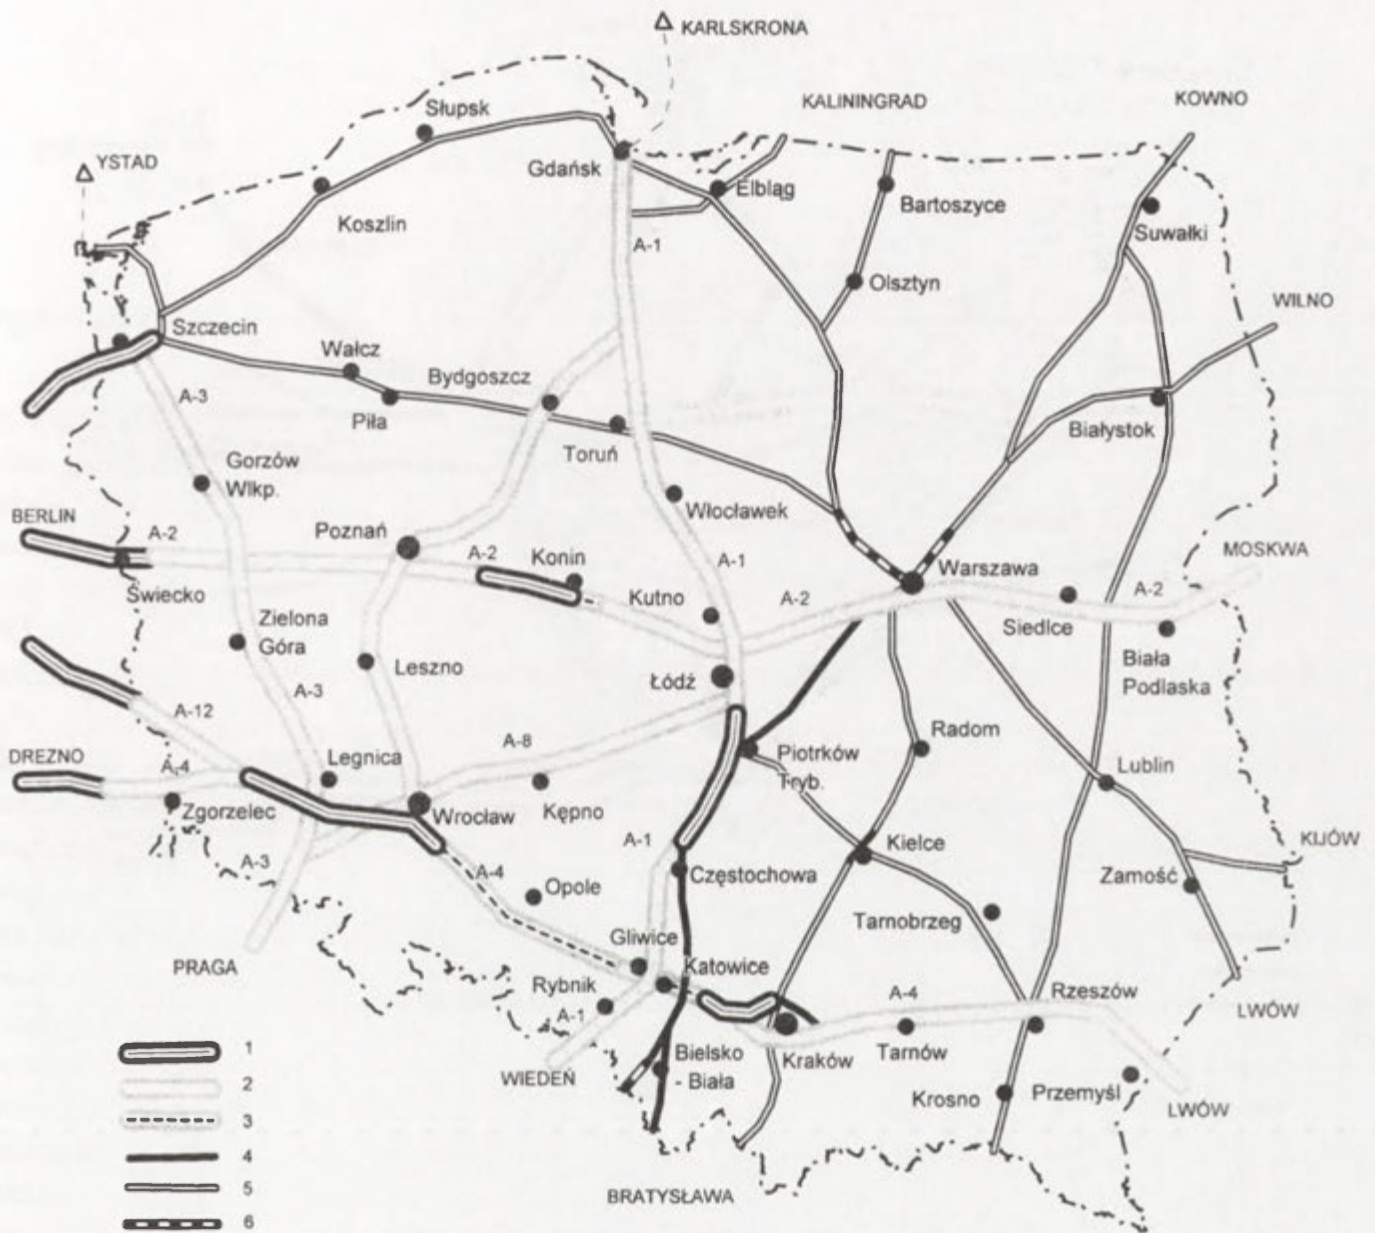 KARLSKRONA
KALININGRAD
KOWNO
Słupsk
YSTAD
Gdańsk
Elbląg
Bartoszyce
Koszlin
A-1
Suwałki
Olsztyn
WILNO
Szczecin
Wałcz
Bydgoszcz
A-3
Piła
Białystok
Toruń
Gorzów
Wlkp.
Włocławek
BERLIN
A-2
Poznań
A-2
Konin
A-1
MOSKWA
Warszawa
Świecko
Kutno
A-2
A-2
Zielona
Góra
Siedlce
Leszno
Łódź
Biała
Podlaska
A-3
A-12
Radom
DREZNO
A-4
Legnica
A-8
Piotrków
Tryb.
Lublin
Zgorzelec
Wrocław
Kępno
A-1
Kielce
KIJÓW
A-3
A-4
Częstochowa
Zamość
Opole
Tarnobrzeg
Gliwice
PRAGA
Katowice
Rybnik
A-4
Rzeszów
A-1
LWÓW
1
WIEDEŃ
Bielsko
- Biała
Kraków
Tarnów
2
Krosno
Przemyśl
LWÓW
3
4
5
BRATYSŁAWA
6